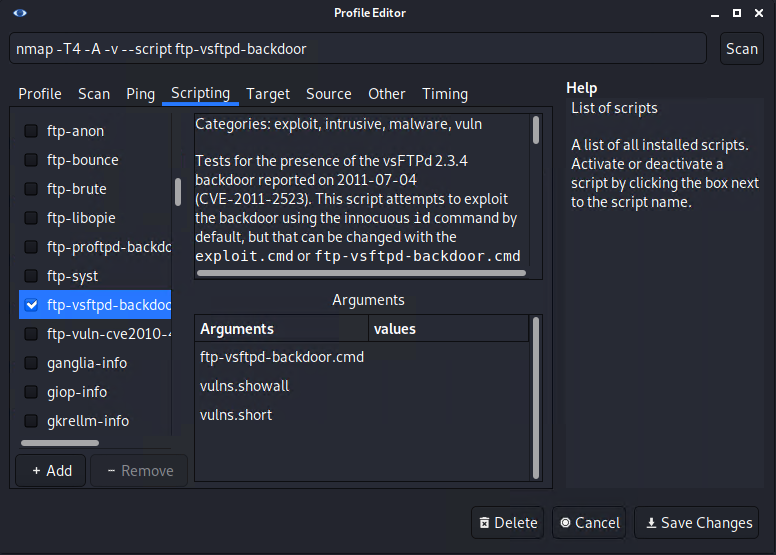 Profile Editor
nmap -T4 -A -v --script ftp-vsftpd-backdoor
Scan
Profile Scan Ping Scripting Target Source Other Timing
ftp-anon
ftp-bounce
ftp-brute
ftp-libopie
ftp-proftpd-backdo
ftp-syst
ftp-vsftpd-backdoo
ftp-vuln-cve2010-4
ganglia-info
giop-info
gkrellm-info
+ Add
− Remove
Categories: exploit, intrusive, malware, vuln
Tests for the presence of the vsFTPd 2.3.4
backdoor reported on 2011-07-04
(CVE-2011-2523). This script attempts to exploit
the backdoor using the innocuous id command by
default, but that can be changed with the
exploit.cmd or ftp-vsftpd-backdoor.cmd
Arguments
Arguments values
ftp-vsftpd-backdoor.cmd
vulns.showall
vulns.short
Help
List of scripts
A list of all installed scripts.
Activate or deactivate a
script by clicking the box next
to the script name.
Delete
Cancel
Save Changes